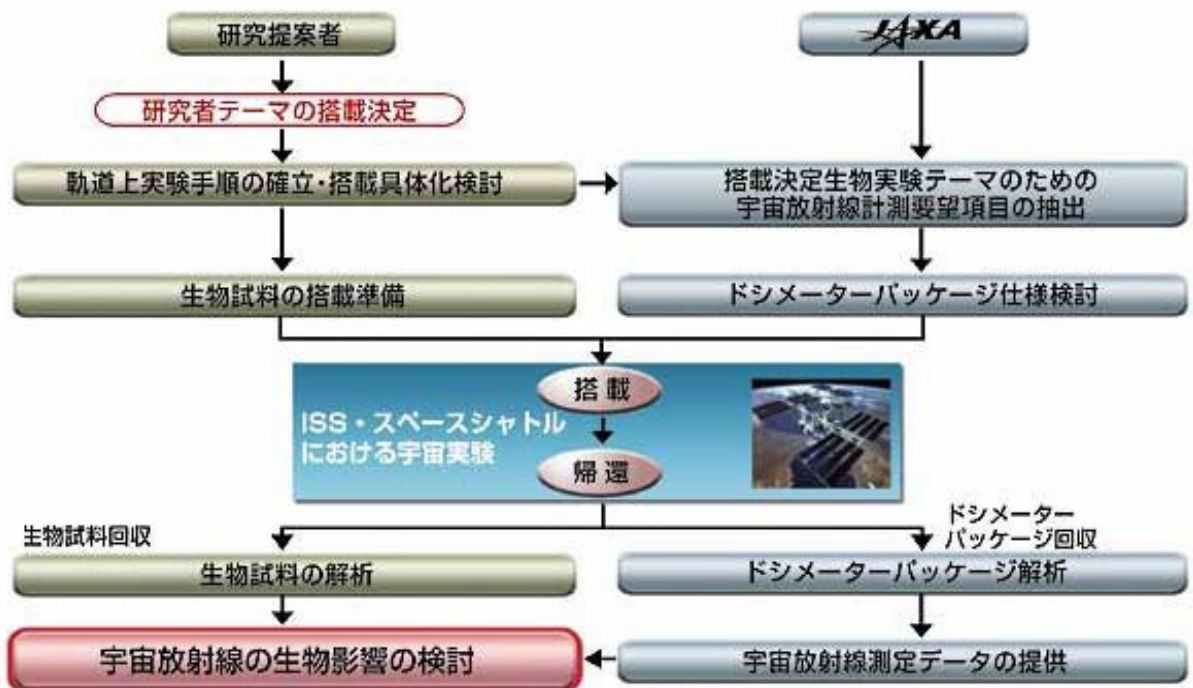 研究提案者
JAXA
研究者テーマの搭載決定
軌道上実験手順の確立・搭載具体化検討
搭載決定生物実験テーマのための
宇宙放射線計測要望項目の抽出
生物試料の搭載準備
ドシメーターパッケージ仕様検討
搭載
ISS・スペースシャトル
における宇宙実験
帰還
生物試料回収
ドシメーター
パッケージ回収
生物試料の解析
ドシメーターパッケージ解析
宇宙放射線の生物影響の検討
宇宙放射線測定データの提供